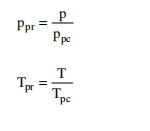 p_pr = p / p_pc
T_pr = T / T_pc